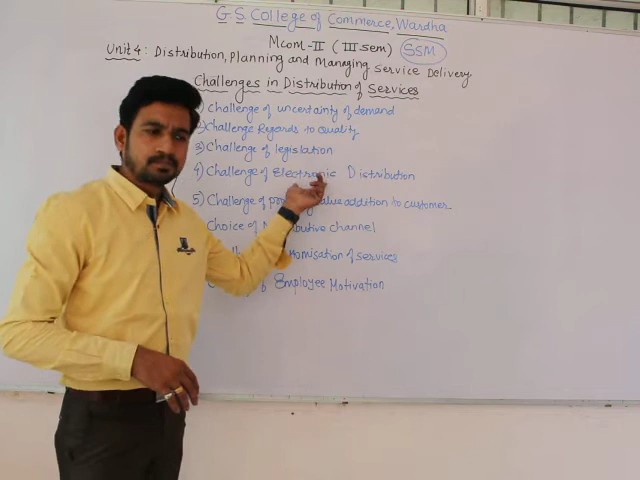 G.S. College of Commerce, Wardha
Mcom-II (III sem) SSM
Unit 4: Distribution, Planning and Managing Service Delivery
Challenges in Distribution of Services
Challenge of uncertainty of demand
2) Challenge Regards to Quality
3) Challenge of legislation
4) Challenge of Electronic Distribution
5) Challenge of value addition to customer
Choice of Channel
of services
of Employee Motivation